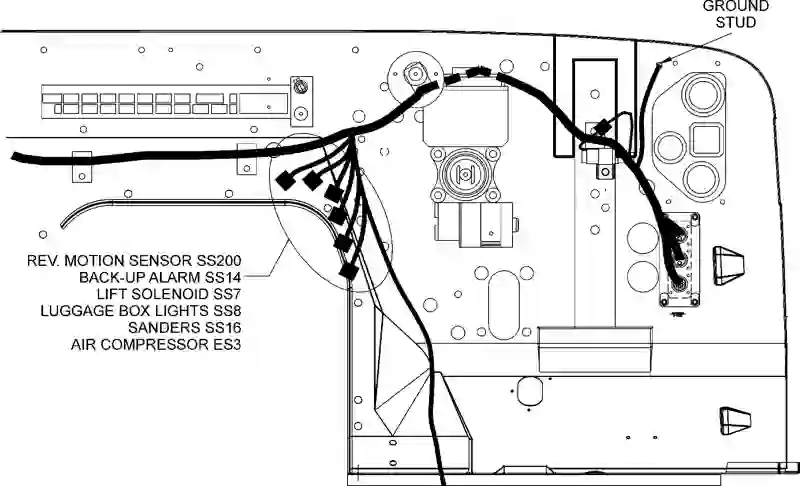 GROUND
STUD
REV. MOTION SENSOR SS200
BACK-UP ALARM SS14
LIFT SOLENOID SS7
LUGGAGE BOX LIGHTS SS8
SANDERS SS16
AIR COMPRESSOR ES3